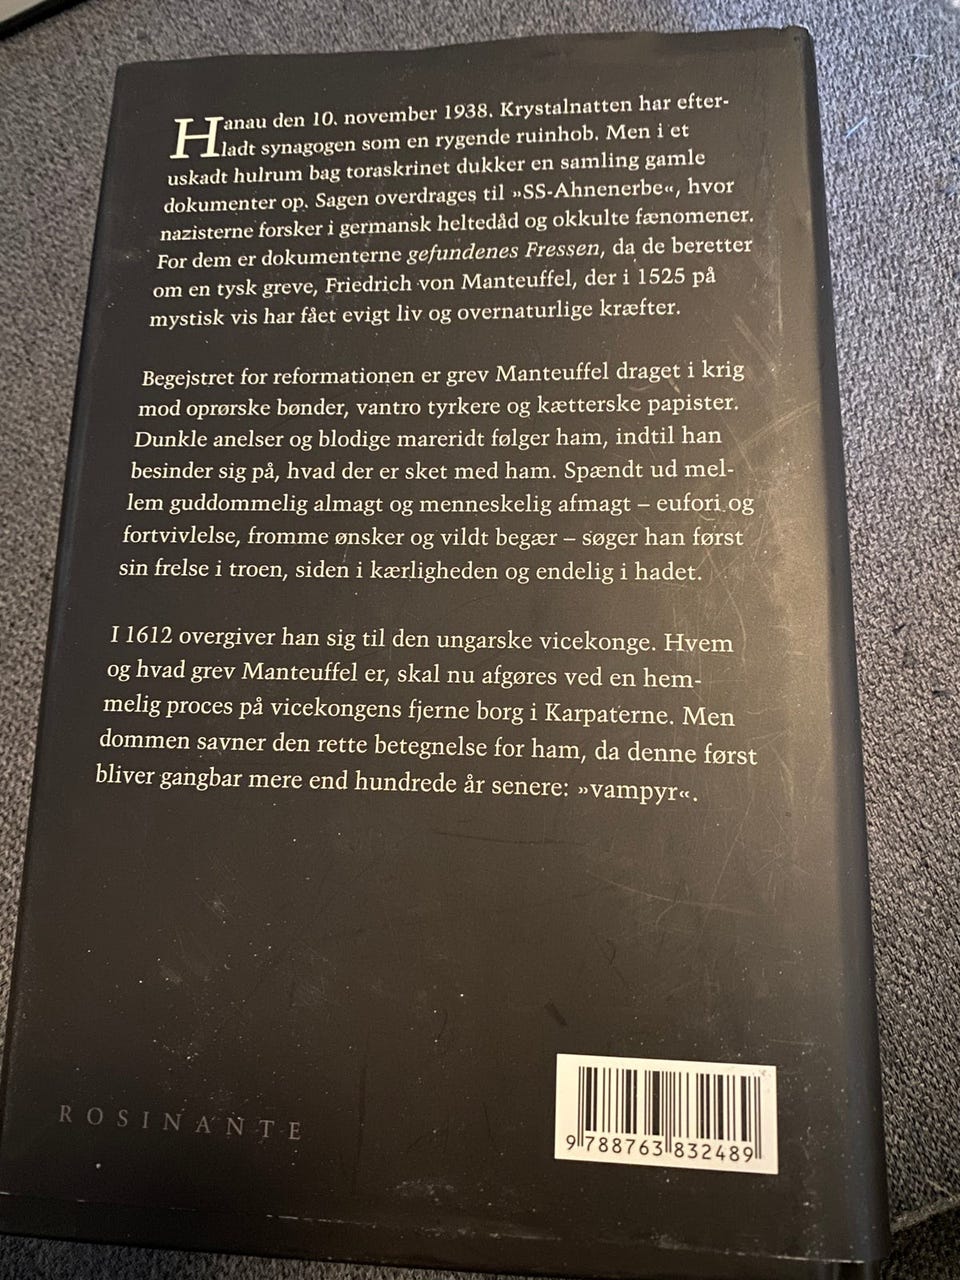 Hanau den 10. november 1938. Krystalnatten har efter-
ladt synagogen som en rygende ruinhob. Men i et
uskadt hulrum bag toraskrinet dukker en samling gamle
dokumenter op. Sagen overdrages til »SS-Ahnenerbe«, hvor
nazisterne forsker i germansk heltedåd og okkulte fænomener.
For dem er dokumenterne gefundenes Fressen, da de beretter
om en tysk greve, Friedrich von Manteuffel, der i 1525 på
mystisk vis har fået evigt liv og overnaturlige kræfter.
Begejstret for reformationen er grev Manteuffel draget i krig
mod oprørske bønder, vantro tyrkere og kætterske papister.
Dunkle anelser og blodige mareridt følger ham, indtil han
besinder sig på, hvad der er sket med ham. Spændt ud mel-
lem guddommelig almagt og menneskelig afmagt – eufori og
fortvivlelse, fromme ønsker og vildt begær – søger han først
sin frelse i troen, siden i kærligheden og endelig i hadet.
I 1612 overgiver han sig til den ungarske vicekonge. Hvem
og hvad grev Manteuffel er, skal nu afgøres ved en hem-
melig proces på vicekongens fjerne borg i Karpaterne. Men
dommen savner den rette betegnelse for ham, da denne først
bliver gangbar mere end hundrede år senere: »vampyr«.
ROSINANTE
9 788763 832489